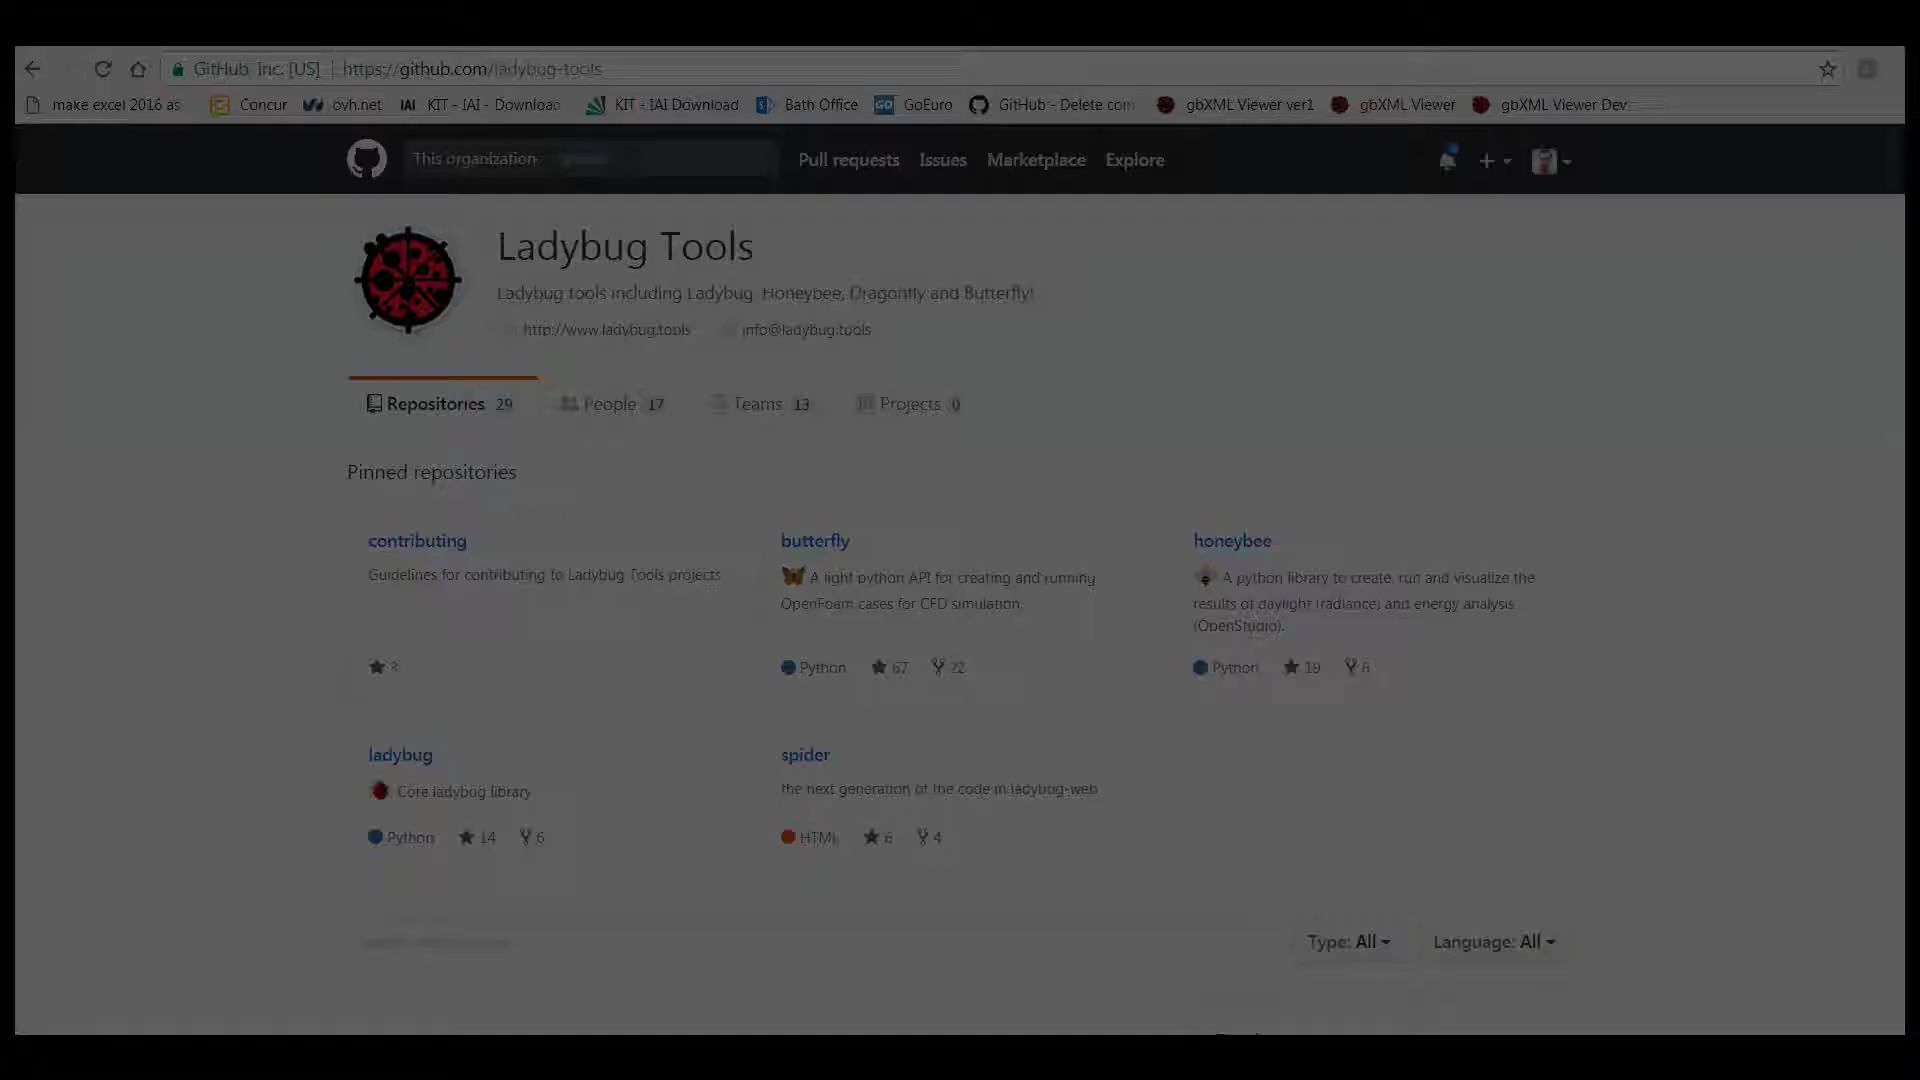 GitHub, Inc. [US] https://github.com/ladybug-tools
make excel 2016 as Concur ovh.net IAI KIT - IAI - Download KIT - IAI Download Bath Office GO GoEuro GitHub - Delete com gbXML Viewer ver1 gbXML Viewer gbXML Viewer Dev
This organization Pull requests Issues Marketplace Explore
Ladybug Tools
Ladybug tools including Ladybug, Honeybee, Dragonfly and Butterfly!
http://www.ladybug.tools info@ladybug.tools
Repositories 29 People 17 Teams 13 Projects 0
Pinned repositories
contributing
Guidelines for contributing to Ladybug Tools projects
3
butterfly
A light python API for creating and running
OpenFoam cases for CFD simulation.
Python 67 22
honeybee
A python library to create, run and visualize the
results of daylight (radiance) and energy analysis
(OpenStudio).
Python 19 6
ladybug
Core ladybug library
Python 14 6
spider
the next generation of the code in ladybug-web
HTML 6 4
Type: All Language: All